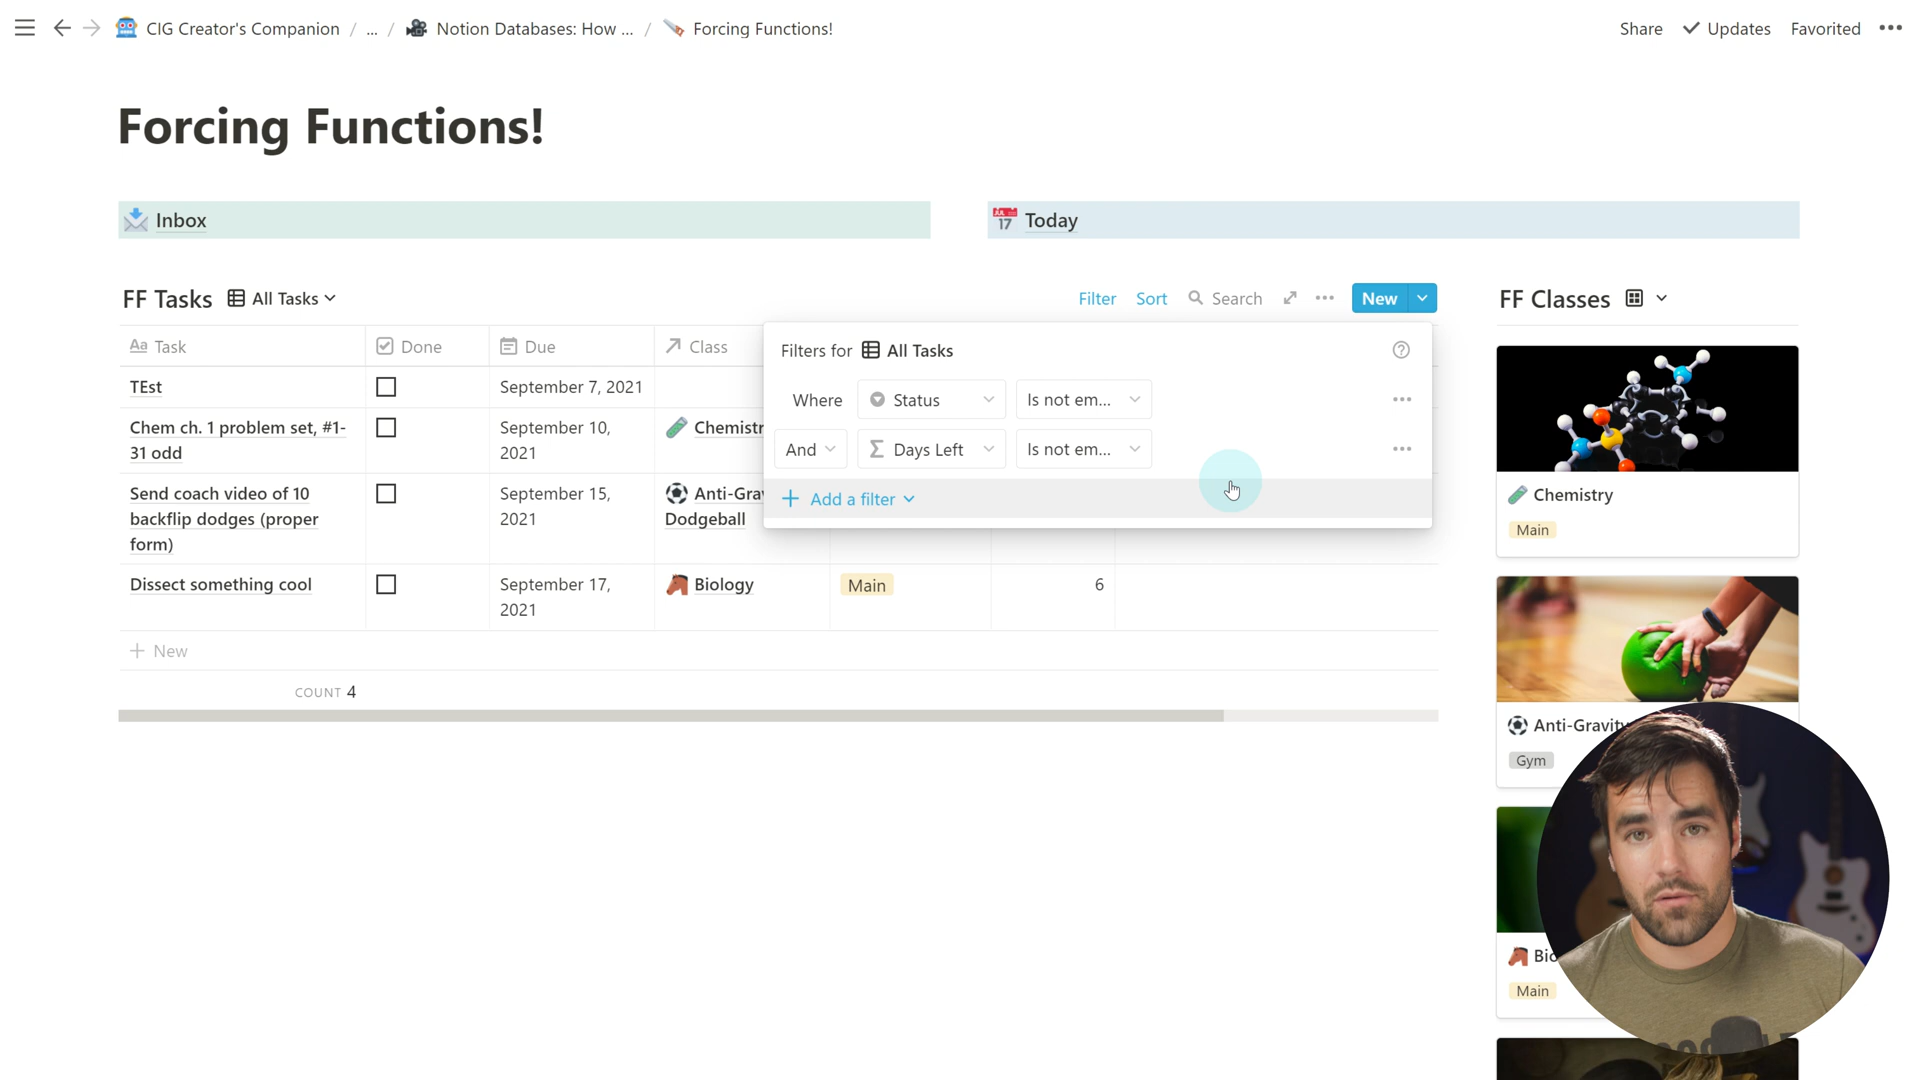 CIG Creator's Companion / ... / Notion Databases: How ... / Forcing Functions!
Share Updates Favorited
Forcing Functions!
Inbox
JUL 17 Today
FF Tasks All Tasks
Filter Sort Search New
FF Classes
Aa Task Done Due Class
TEst September 7, 2021
Chem ch. 1 problem set, #1-
31 odd
September 10,
2021
Chemistr
Send coach video of 10
backflip dodges (proper
form)
September 15,
2021
Anti-Gra
Dodgeball
Dissect something cool
September 17,
2021
Biology
Main
6
+ New
COUNT 4
Filters for All Tasks
Where Status Is not em...
And Days Left Is not em...
+ Add a filter
Chemistry
Main
Anti-Gravity
Gym
Bio
Main